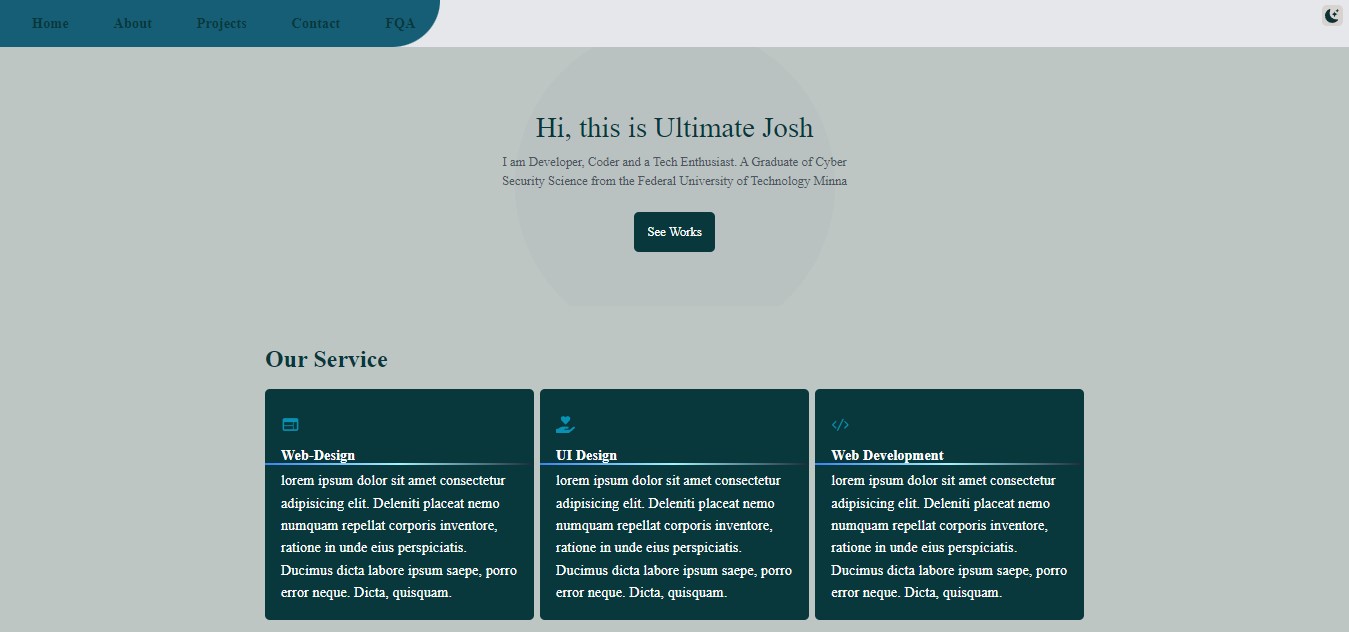 Home About Projects Contact FQA
Hi, this is Ultimate Josh
I am Developer, Coder and a Tech Enthusiast. A Graduate of Cyber
Security Science from the Federal University of Technology Minna
See Works
Our Service
Web-Design
lorem ipsum dolor sit amet consectetur
adipisicing elit. Deleniti placeat nemo
numquam repellat corporis inventore,
ratione in unde eius perspiciatis.
Ducimus dicta labore ipsum saepe, porro
error neque. Dicta, quisquam.
UI Design
lorem ipsum dolor sit amet consectetur
adipisicing elit. Deleniti placeat nemo
numquam repellat corporis inventore,
ratione in unde eius perspiciatis.
Ducimus dicta labore ipsum saepe, porro
error neque. Dicta, quisquam.
Web Development
lorem ipsum dolor sit amet consectetur
adipisicing elit. Deleniti placeat nemo
numquam repellat corporis inventore,
ratione in unde eius perspiciatis.
Ducimus dicta labore ipsum saepe, porro
error neque. Dicta, quisquam.